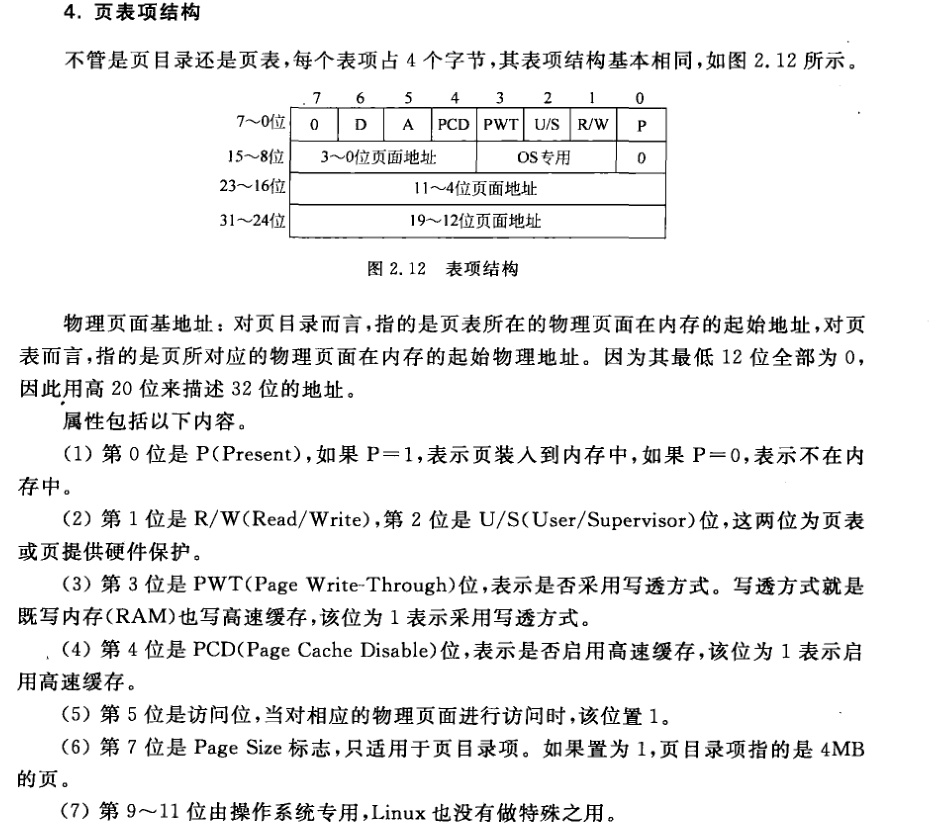 4. 页表项结构
不管是页目录还是页表,每个表项占 4 个字节,其表项结构基本相同,如图 2.12 所示。
7 6 5 4 3 2 1 0
7～0位 0 D A PCD PWT U/S R/W P
15～8位 3～0位页面地址 OS专用 0
23～16位 11～4位页面地址
31～24位 19～12位页面地址
图 2.12 表项结构
物理页面基地址：对页目录而言,指的是页表所在的物理页面在内存的起始地址,对页
表而言,指的是页所对应的物理页面在内存的起始物理地址。因为其最低 12 位全部为 0,
因此用高 20 位来描述 32 位的地址。
属性包括以下内容。
(1) 第 0 位是 P(Present),如果 P=1,表示页装入到内存中,如果 P=0,表示不在内
存中。
(2) 第 1 位是 R/W(Read/Write),第 2 位是 U/S(User/Supervisor)位,这两位为页表
或页提供硬件保护。
(3) 第 3 位是 PWT(Page Write-Through)位,表示是否采用写透方式。写透方式就是
既写内存(RAM)也写高速缓存,该位为 1 表示采用写透方式。
(4) 第 4 位是 PCD(Page Cache Disable)位,表示是否启用高速缓存,该位为 1 表示启
用高速缓存。
(5) 第 5 位是访问位,当对相应的物理页面进行访问时,该位置 1。
(6) 第 7 位是 Page Size 标志,只适用于页目录项。如果置为 1,页目录项指的是 4MB
的页。
(7) 第 9～11 位由操作系统专用,Linux 也没有做特殊之用。